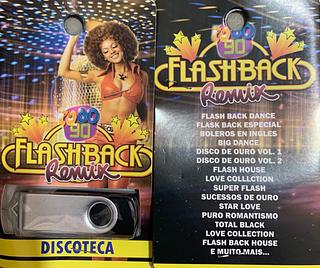 70 80
90
FLASHBACK
Remix
DISCOTECA
70 80
90
FLASHBACK
Remix
FLASH BACK DANCE
FLASK BACK ESPECIAL
BOLEROS EN INGLES
BIG DANCE
DISCO DE OURO VOL. 1
DISCO DE OURO VOL. 2
FLASH HOUSE
LOVE COLLCTION
SUPER FLASH
SUCESSOS DE OURO
STAR LOVE
PURO ROMANTISMO
TOTAL BLACK
LOVE COLLECTION
FLASH BACK HOUSE
E MUITO MAIS...